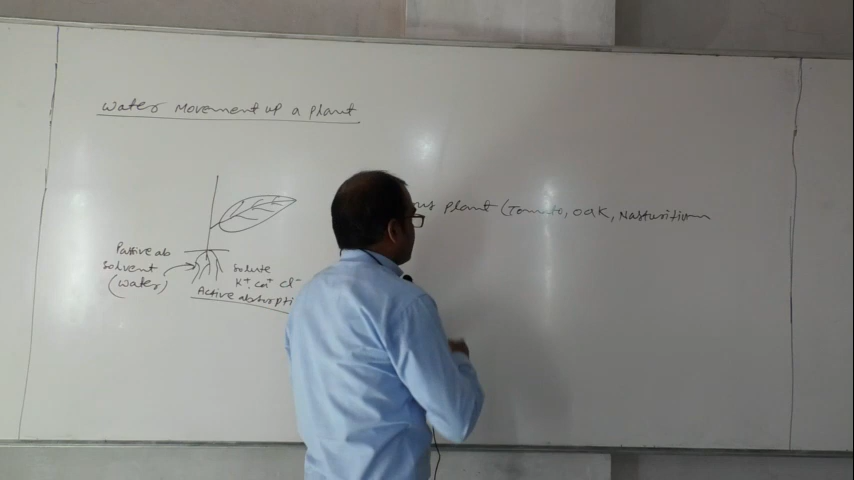 Water Movement up a Plant
Plant (Tomato, Oak, Nasturtium
Passive ab
Solvent
(water)
Solute
K⁺, Ca⁺ Cl⁻
Active absorpti